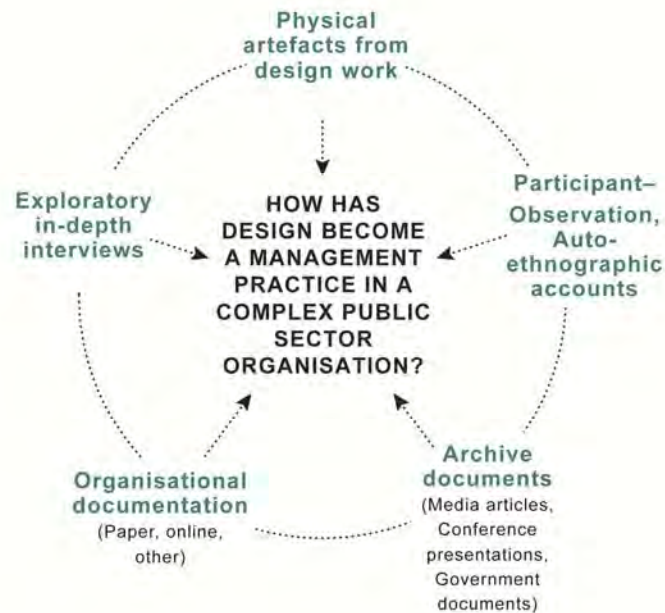 Physical
artefacts from
design work
Exploratory
in-depth
interviews
HOW HAS
DESIGN BECOME
A MANAGEMENT
PRACTICE IN A
COMPLEX PUBLIC
SECTOR
ORGANISATION?
Participant–
Observation,
Auto-
ethnographic
accounts
Organisational
documentation
(Paper, online,
other)
Archive
documents
(Media articles,
Conference
presentations,
Government
documents)